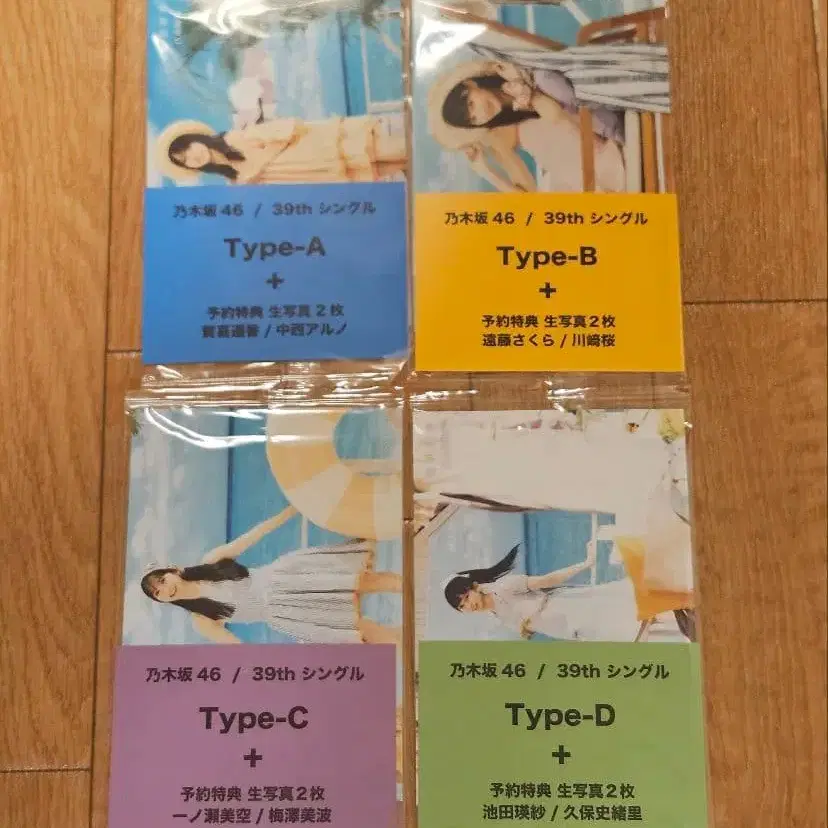 乃木坂46 / 39th シングル
Type-A
+
予約特典 生写真2枚
賀喜遥香 / 中西アルノ
乃木坂46 / 39th シングル
Type-B
+
予約特典 生写真2枚
遠藤さくら / 川﨑桜
乃木坂46 / 39th シングル
Type-C
+
予約特典 生写真2枚
一ノ瀬美空 / 梅澤美波
乃木坂46 / 39th シングル
Type-D
+
予約特典 生写真2枚
池田瑛紗 / 久保史緒里